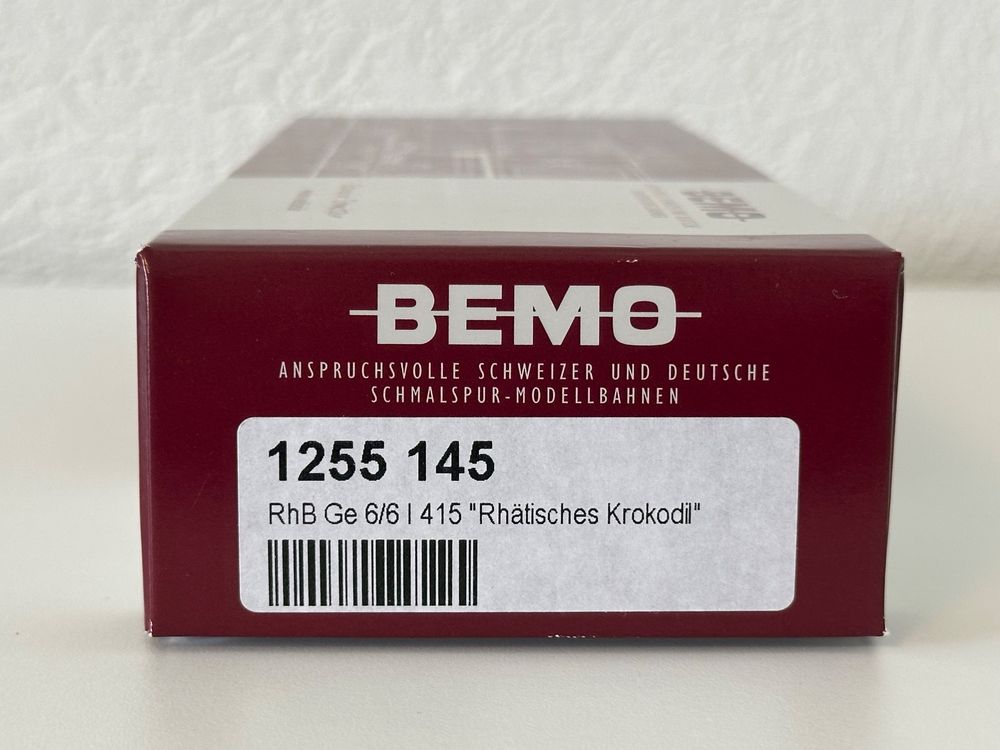 BEMO
ANSPRUCHSVOLLE SCHWEIZER UND DEUTSCHE
SCHMALSPUR-MODELLBAHNEN
1255 145
RhB Ge 6/6 I 415 "Rhätisches Krokodil"